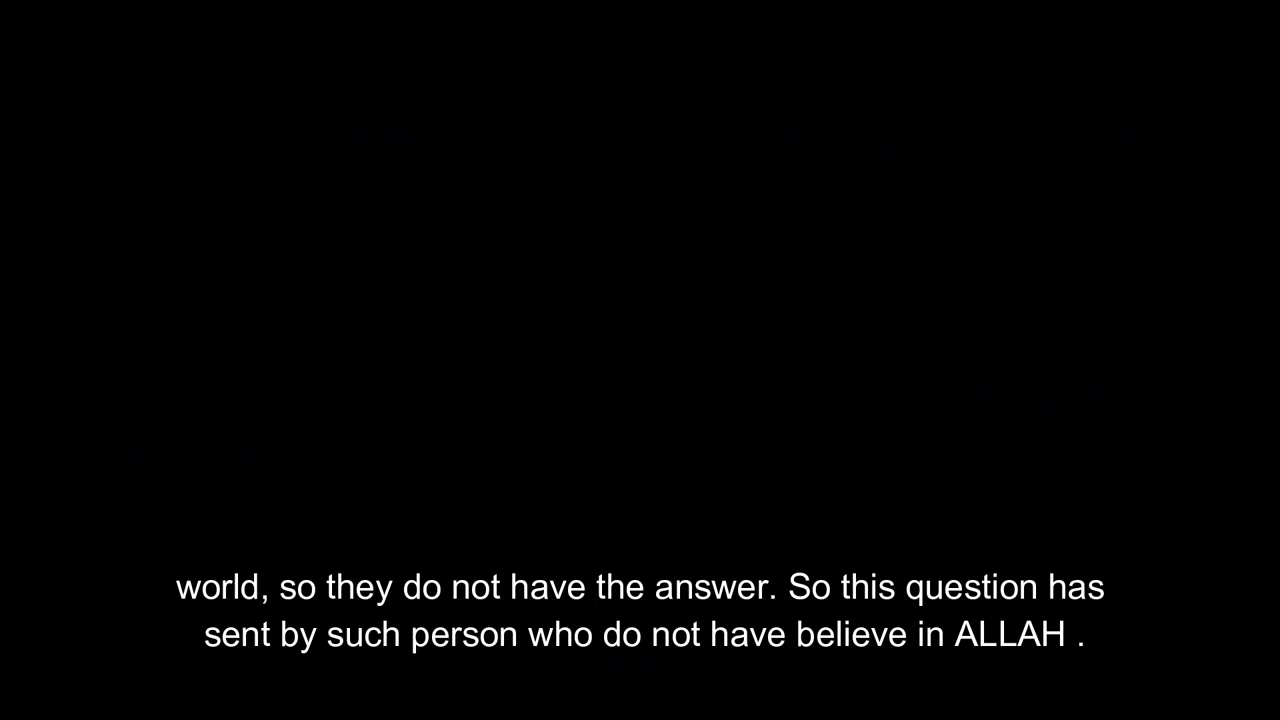 world, so they do not have the answer. So this question has
sent by such person who do not have believe in ALLAH .